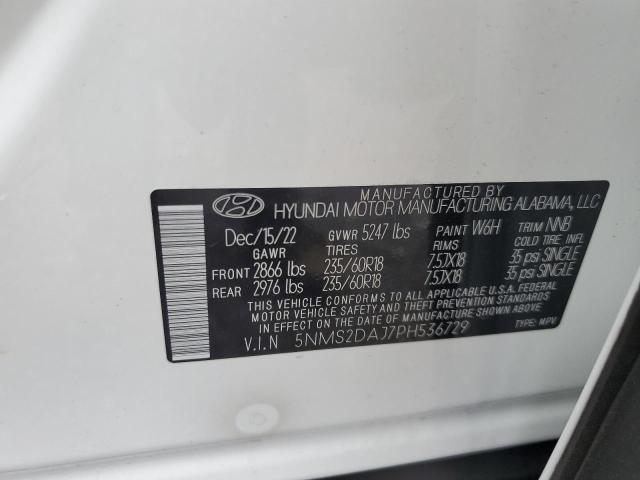 MANUFACTURED BY
HYUNDAI MOTOR MANUFACTURING ALABAMA, LLC
Dec/15/22 GVWR 5247 lbs PAINT W6H TRIM NNB
GAWR TIRES RIMS COLD TIRE INFL
FRONT 2866 lbs 235/60R18 7.5JX18 35 psi SINGLE
REAR 2976 lbs 235/60R18 7.5JX18 35 psi SINGLE
THIS VEHICLE CONFORMS TO ALL APPLICABLE U.S.A. FEDERAL
MOTOR VEHICLE SAFETY AND THEFT PREVENTION STANDARDS
IN EFFECT ON THE DATE OF MANUFACTURE SHOWN ABOVE.
V.I.N 5NMS2DAJ7PH536729 TYPE: MPV